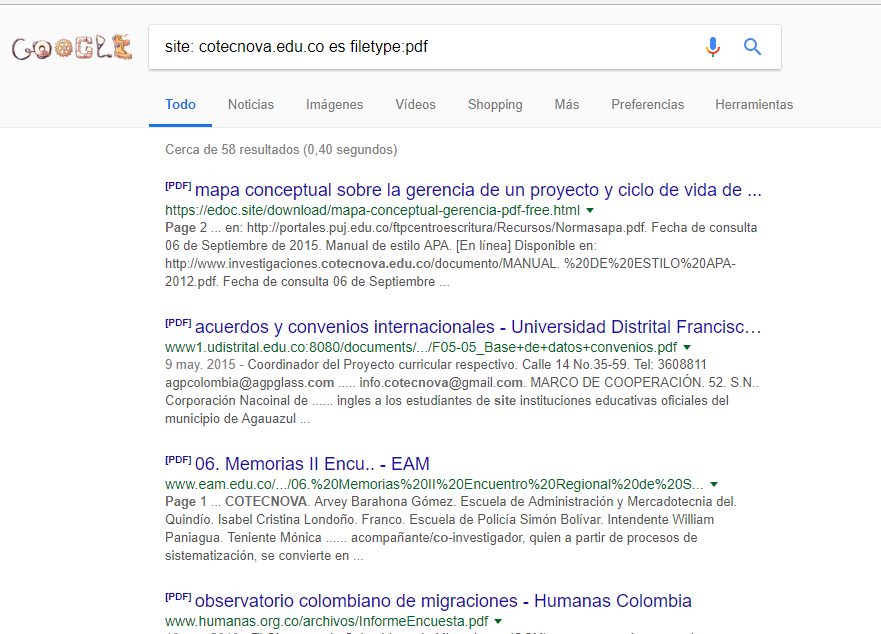 GOOGLE
site: cotecnova.edu.co es filetype:pdf
Todo Noticias Imágenes Vídeos Shopping Más Preferencias Herramientas
Cerca de 58 resultados (0,40 segundos)
[PDF] mapa conceptual sobre la gerencia de un proyecto y ciclo de vida de ...
https://edoc.site/download/mapa-conceptual-gerencia-pdf-free.html
Page 2 ... en: http://portales.puj.edu.co/ftpcentroescritura/Recursos/Normasapa.pdf. Fecha de consulta
06 de Septiembre de 2015. Manual de estilo APA. [En línea] Disponible en:
http://www.investigaciones.cotecnova.edu.co/documento/MANUAL. %20DE%20ESTILO%20APA-
2012.pdf. Fecha de consulta 06 de Septiembre ...
[PDF] acuerdos y convenios internacionales - Universidad Distrital Francisc...
www1.udistrital.edu.co:8080/documents/.../F05-05_Base+de+datos+convenios.pdf
9 may. 2015 - Coordinador del Proyecto curricular respectivo. Calle 14 No.35-59. Tel: 3608811
agpcolombia@agpglass.com ..... info.cotecnova@gmail.com. MARCO DE COOPERACIÓN. 52. S.N..
Corporación Nacoinal de ...... ingles a los estudiantes de site instituciones educativas oficiales del
municipio de Agauazul ...
[PDF] 06. Memorias II Encu.. - EAM
www.eam.edu.co/.../06.%20Memorias%20II%20Encuentro%20Regional%20de%20S...
Page 1 ... COTECNOVA. Arvey Barahona Gómez. Escuela de Administración y Mercadotecnia del.
Quindío. Isabel Cristina Londoño. Franco. Escuela de Policía Simón Bolívar. Intendente William
Paniagua. Teniente Mónica ...... acompañante/co-investigador, quien a partir de procesos de
sistematización, se convierte en ...
[PDF] observatorio colombiano de migraciones - Humanas Colombia
www.humanas.org.co/archivos/InformeEncuesta.pdf